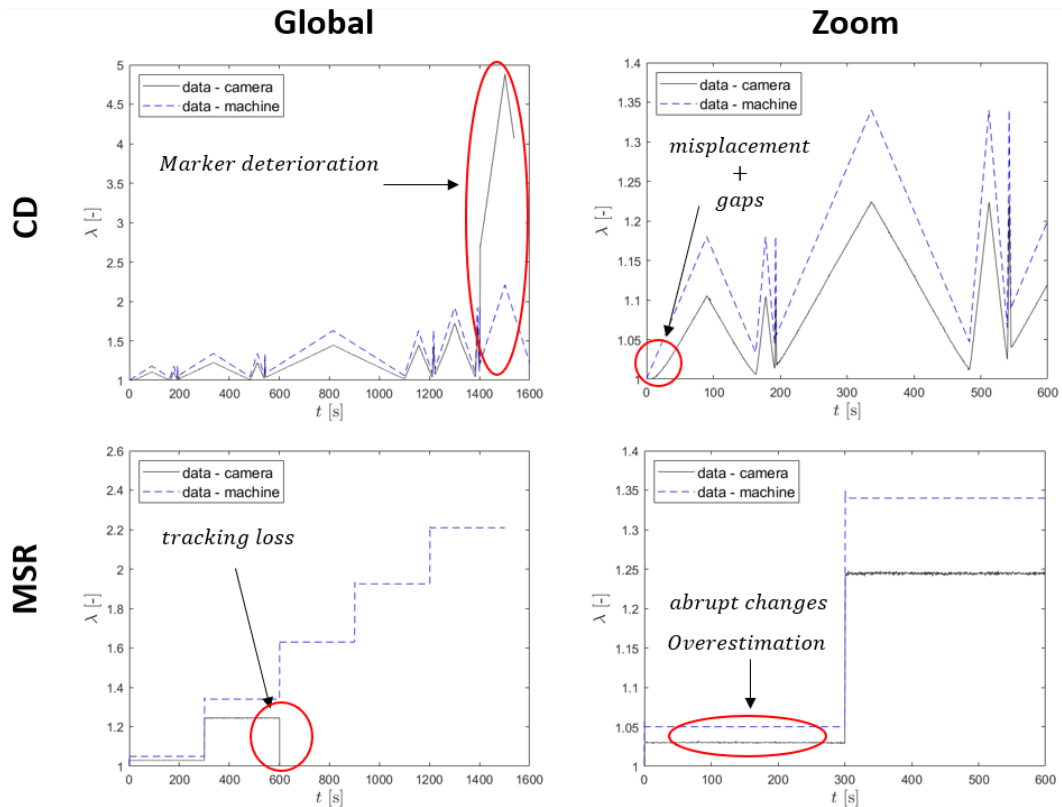 Global
Zoom
CD
data - camera
data - machine
Marker deterioration
λ [-]
5
4.5
4
3.5
3
2.5
2
1.5
1
0 200 400 600 800 1000 1200 1400 1600
t [s]
data - camera
data - machine
misplacement
+
gaps
λ [-]
1.4
1.35
1.3
1.25
1.2
1.15
1.1
1.05
1
0 100 200 300 400 500 600
t [s]
MSR
data - camera
data - machine
tracking loss
λ [-]
2.6
2.4
2.2
2
1.8
1.6
1.4
1.2
1
0 200 400 600 800 1000 1200 1400 1600
t [s]
data - camera
data - machine
abrupt changes
Overestimation
λ [-]
1.4
1.35
1.3
1.25
1.2
1.15
1.1
1.05
1
0 100 200 300 400 500 600
t [s]